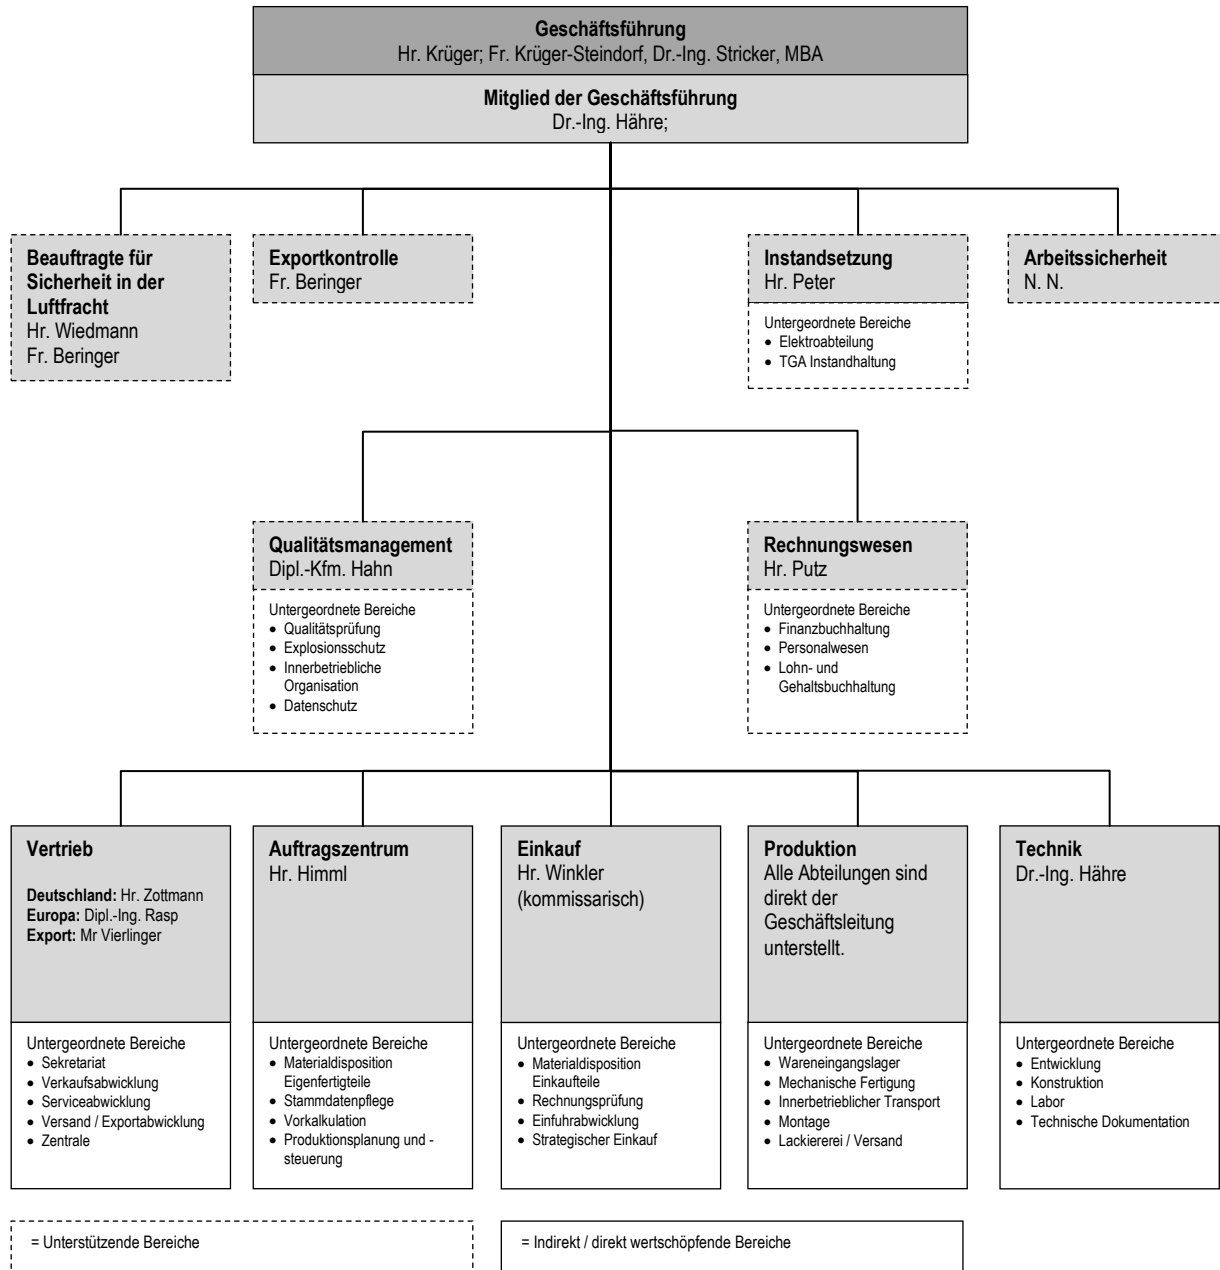 Geschäftsführung
Hr. Krüger; Fr. Krüger-Steindorf, Dr.-Ing. Stricker, MBA
Mitglied der Geschäftsführung
Dr.-Ing. Hähre;
Beauftragte für
Sicherheit in der
Luftfracht
Hr. Wiedmann
Fr. Beringer
Exportkontrolle
Fr. Beringer
Instandsetzung
Hr. Peter
Untergeordnete Bereiche
• Elektroabteilung
• TGA Instandhaltung
Arbeitssicherheit
N. N.
Qualitätsmanagement
Dipl.-Kfm. Hahn
Untergeordnete Bereiche
• Qualitätsprüfung
• Explosionsschutz
• Innerbetriebliche
Organisation
• Datenschutz
Rechnungswesen
Hr. Putz
Untergeordnete Bereiche
• Finanzbuchhaltung
• Personalwesen
• Lohn- und
Gehaltsbuchhaltung
Vertrieb
Deutschland: Hr. Zottmann
Europa: Dipl.-Ing. Rasp
Export: Mr Vierlinger
Untergeordnete Bereiche
• Sekretariat
• Verkaufsabwicklung
• Serviceabwicklung
• Versand / Exportabwicklung
• Zentrale
Auftragszentrum
Hr. Himml
Untergeordnete Bereiche
• Materialdisposition
Eigenfertigteile
• Stammdatenpflege
• Vorkalkulation
• Produktionsplanung und -
steuerung
Einkauf
Hr. Winkler
(kommissarisch)
Untergeordnete Bereiche
• Materialdisposition
Einkaufteile
• Rechnungsprüfung
• Einfuhrabwicklung
• Strategischer Einkauf
Produktion
Alle Abteilungen sind
direkt der
Geschäftsleitung
unterstellt.
Untergeordnete Bereiche
• Wareneingangslager
• Mechanische Fertigung
• Innerbetrieblicher Transport
• Montage
• Lackiererei / Versand
Technik
Dr.-Ing. Hähre
Untergeordnete Bereiche
• Entwicklung
• Konstruktion
• Labor
• Technische Dokumentation
= Unterstützende Bereiche
= Indirekt / direkt wertschöpfende Bereiche